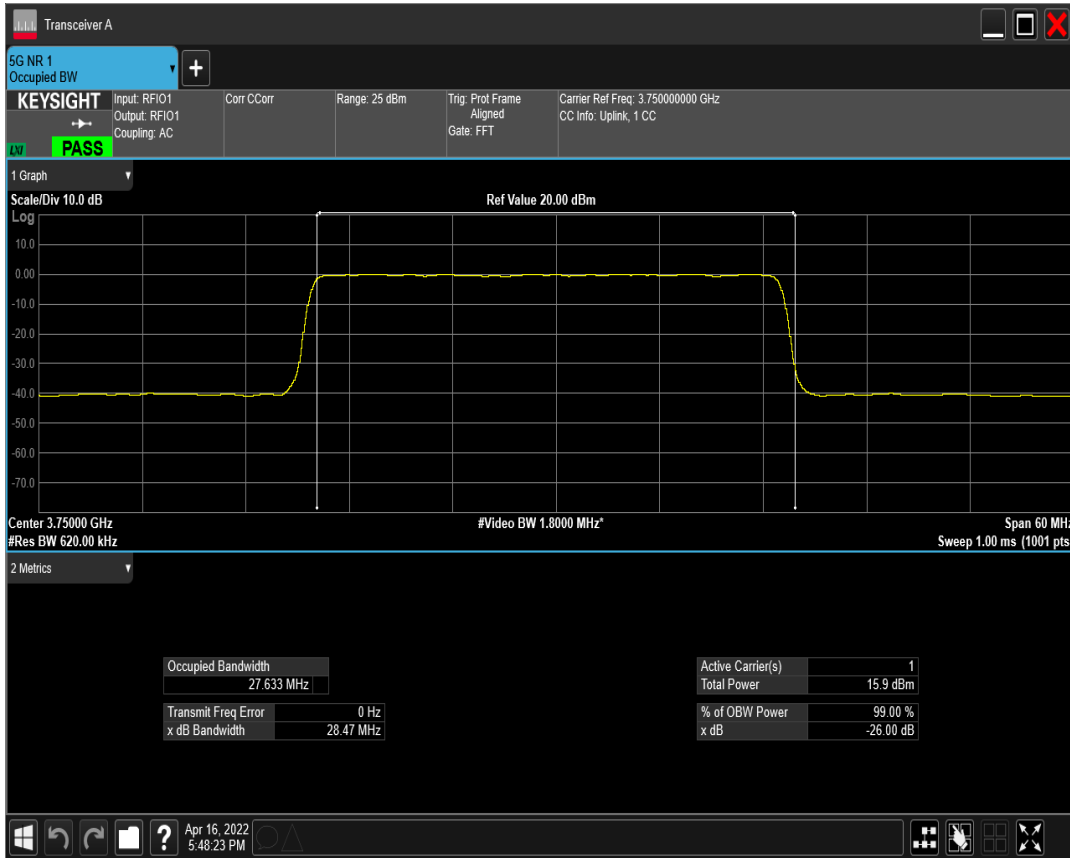 Transceiver A
5G NR 1
Occupied BW
+
KEYSIGHT
LXI
PASS
Input: RFIO1
Output: RFIO1
Coupling: AC
Corr CCorr
Range: 25 dBm
Trig: Prot Frame
Aligned
Gate: FFT
Carrier Ref Freq: 3.750000000 GHz
CC Info: Uplink, 1 CC
1 Graph
Scale/Div 10.0 dB
Ref Value 20.00 dBm
Log
10.0
0.00
-10.0
-20.0
-30.0
-40.0
-50.0
-60.0
-70.0
Center 3.75000 GHz
#Video BW 1.8000 MHz*
Span 60 MHz
#Res BW 620.00 kHz
Sweep 1.00 ms (1001 pts
2 Metrics
Occupied Bandwidth
27.633 MHz
Transmit Freq Error 0 Hz
x dB Bandwidth 28.47 MHz
Active Carrier(s) 1
Total Power 15.9 dBm
% of OBW Power 99.00 %
x dB -26.00 dB
?
Apr 16, 2022
5:48:23 PM